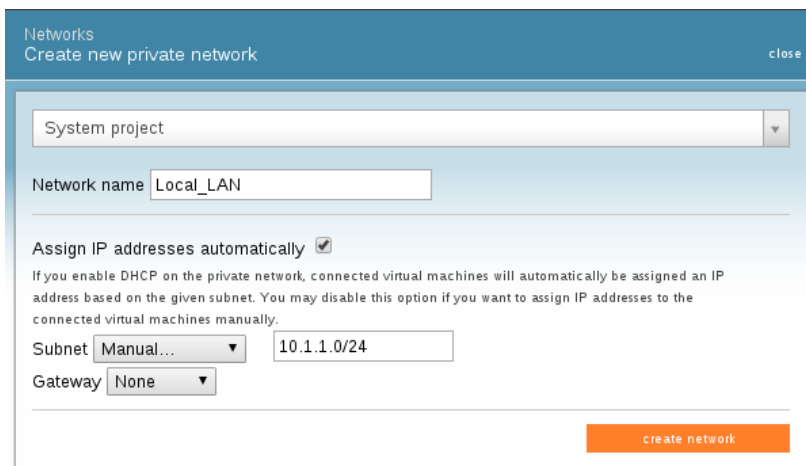 Networks
Create new private network
close
System project
Network name Local_LAN
Assign IP addresses automatically
If you enable DHCP on the private network, connected virtual machines will automatically be assigned an IP
address based on the given subnet. You may disable this option if you want to assign IP addresses to the
connected virtual machines manually.
Subnet Manual... 10.1.1.0/24
Gateway None
create network